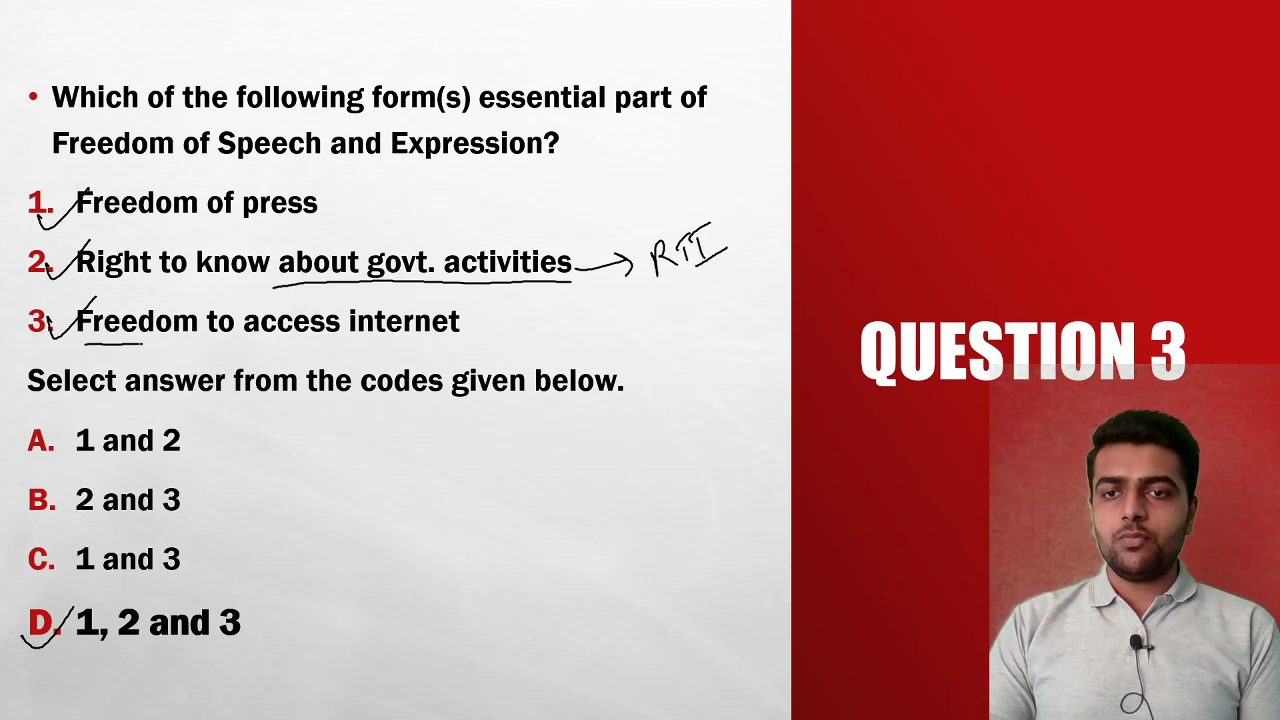 • Which of the following form(s) essential part of
Freedom of Speech and Expression?
1. Freedom of press
2. Right to know about govt. activities → RTI
3. Freedom to access internet
Select answer from the codes given below.
A. 1 and 2
B. 2 and 3
C. 1 and 3
D. 1, 2 and 3
QUESTION 3